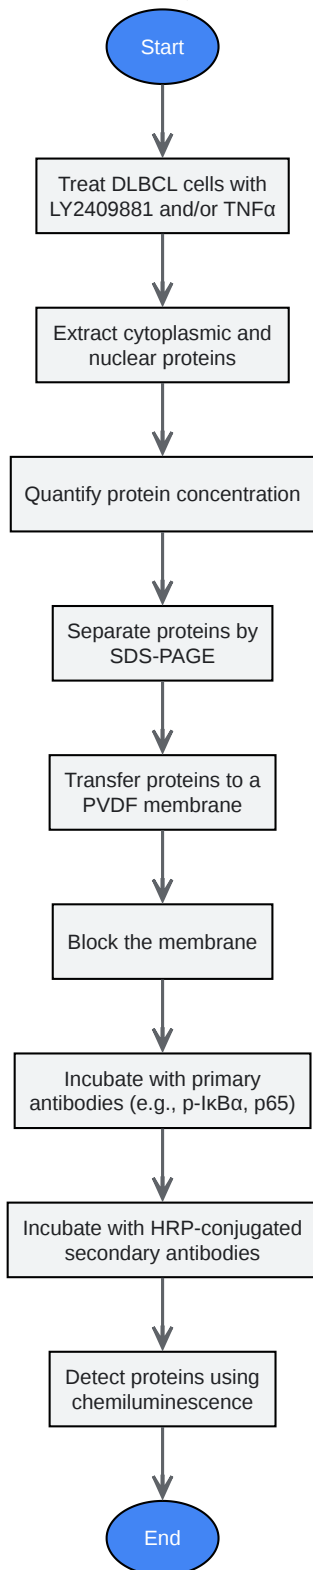 Start
Treat DLBCL cells with
LY2409881 and/or TNFα
Extract cytoplasmic and
nuclear proteins
Quantify protein concentration
Separate proteins by
SDS-PAGE
Transfer proteins to a
PVDF membrane
Block the membrane
Incubate with primary
antibodies (e.g., p-IκBα, p65)
Incubate with HRP-conjugated
secondary antibodies
Detect proteins using
chemiluminescence
End